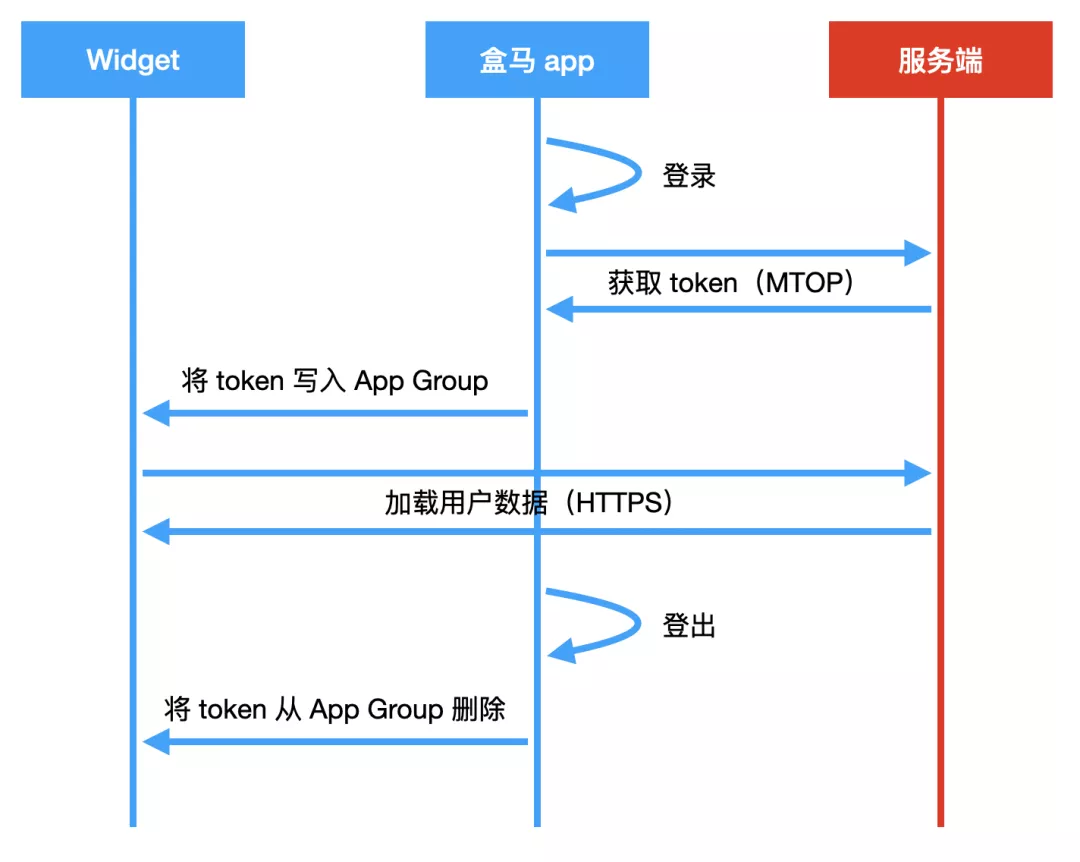 Widget
盒马 app
服务端
登录
获取 token（MTOP）
将 token 写入 App Group
加载用户数据（HTTPS）
登出
将 token 从 App Group 删除